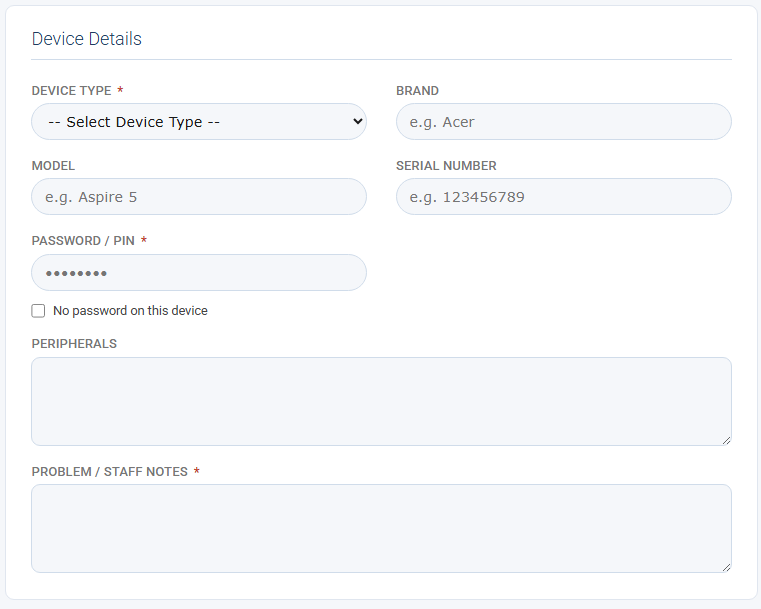 Device Details
DEVICE TYPE *
BRAND
-- Select Device Type --
e.g. Acer
MODEL
SERIAL NUMBER
e.g. Aspire 5
e.g. 123456789
PASSWORD / PIN *
••••••••
No password on this device
PERIPHERALS
PROBLEM / STAFF NOTES *